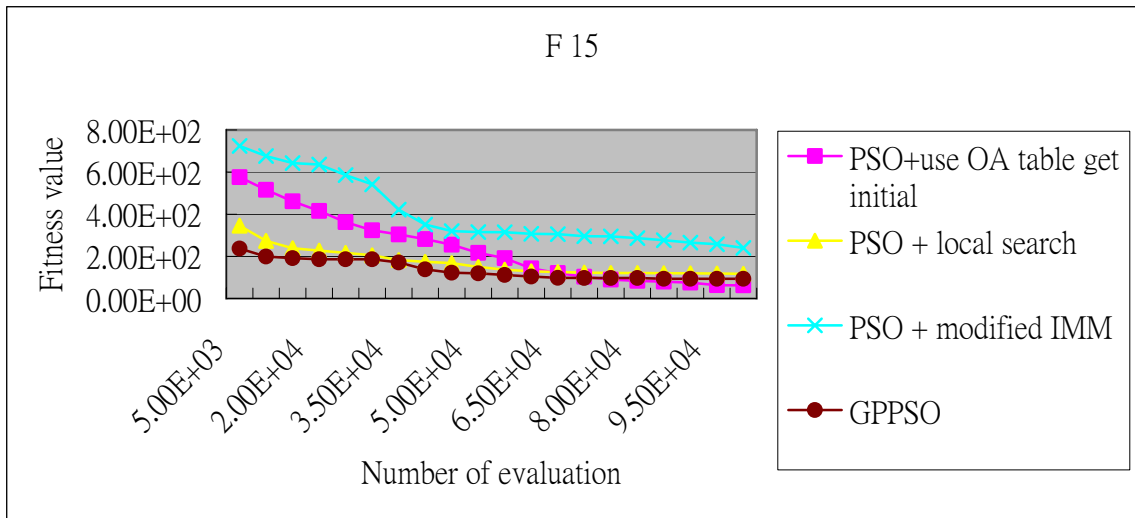 F 15
Fitness value
8.00E+02
6.00E+02
4.00E+02
2.00E+02
0.00E+00
5.00E+03
2.00E+04
3.50E+04
5.00E+04
6.50E+04
8.00E+04
9.50E+04
Number of evaluation
PSO+use OA table get
initial
PSO + local search
PSO + modified IMM
GPPSO